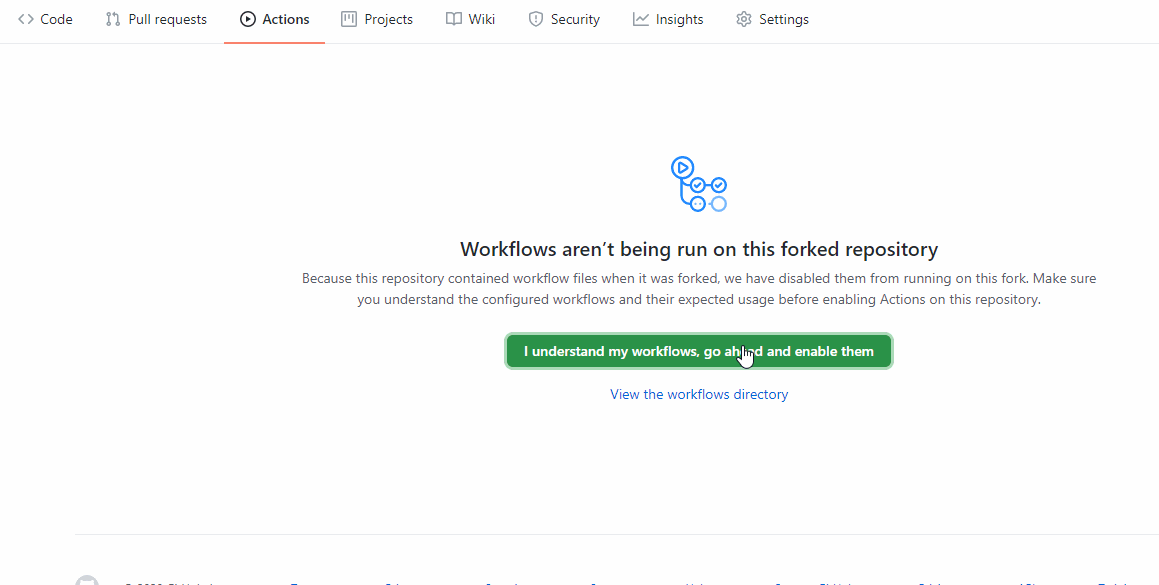 Code Pull requests Actions Projects Wiki Security Insights Settings
Workflows aren’t being run on this forked repository
Because this repository contained workflow files when it was forked, we have disabled them from running on this fork. Make sure
you understand the configured workflows and their expected usage before enabling Actions on this repository.
I understand my workflows, go ahead and enable them
View the workflows directory